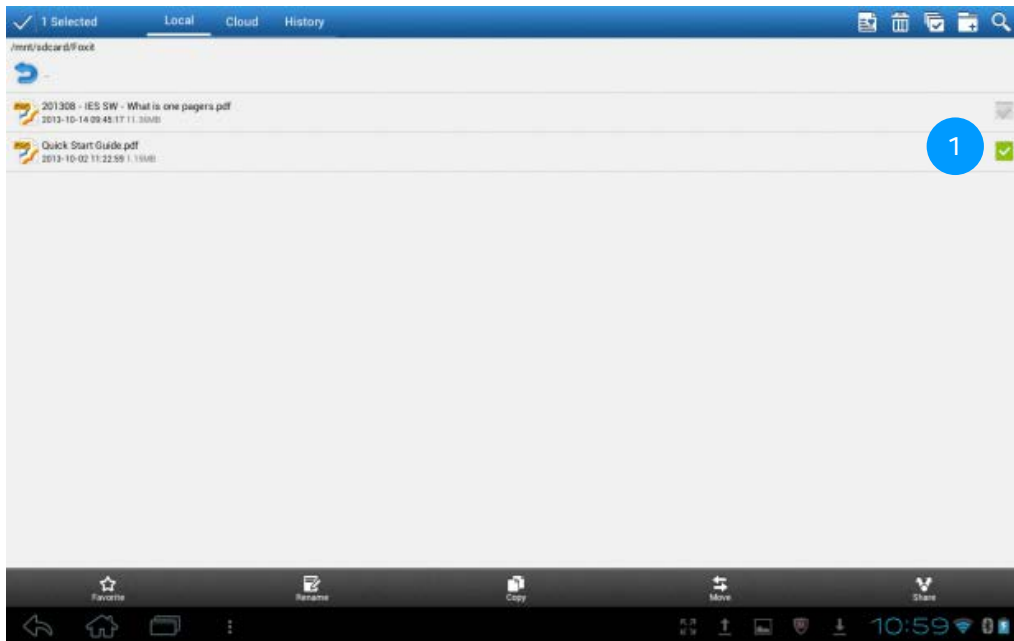 1 Selected Local Cloud History
/mnt/sdcard/Foxit
..
201308 - IES SW - What is one pagers.pdf
2013-10-14 09:45:17 11.36MB
Quick Start Guide.pdf
2013-10-02 11:22:59 1.16MB
1
Favorite Rename Copy Move Share
10:59